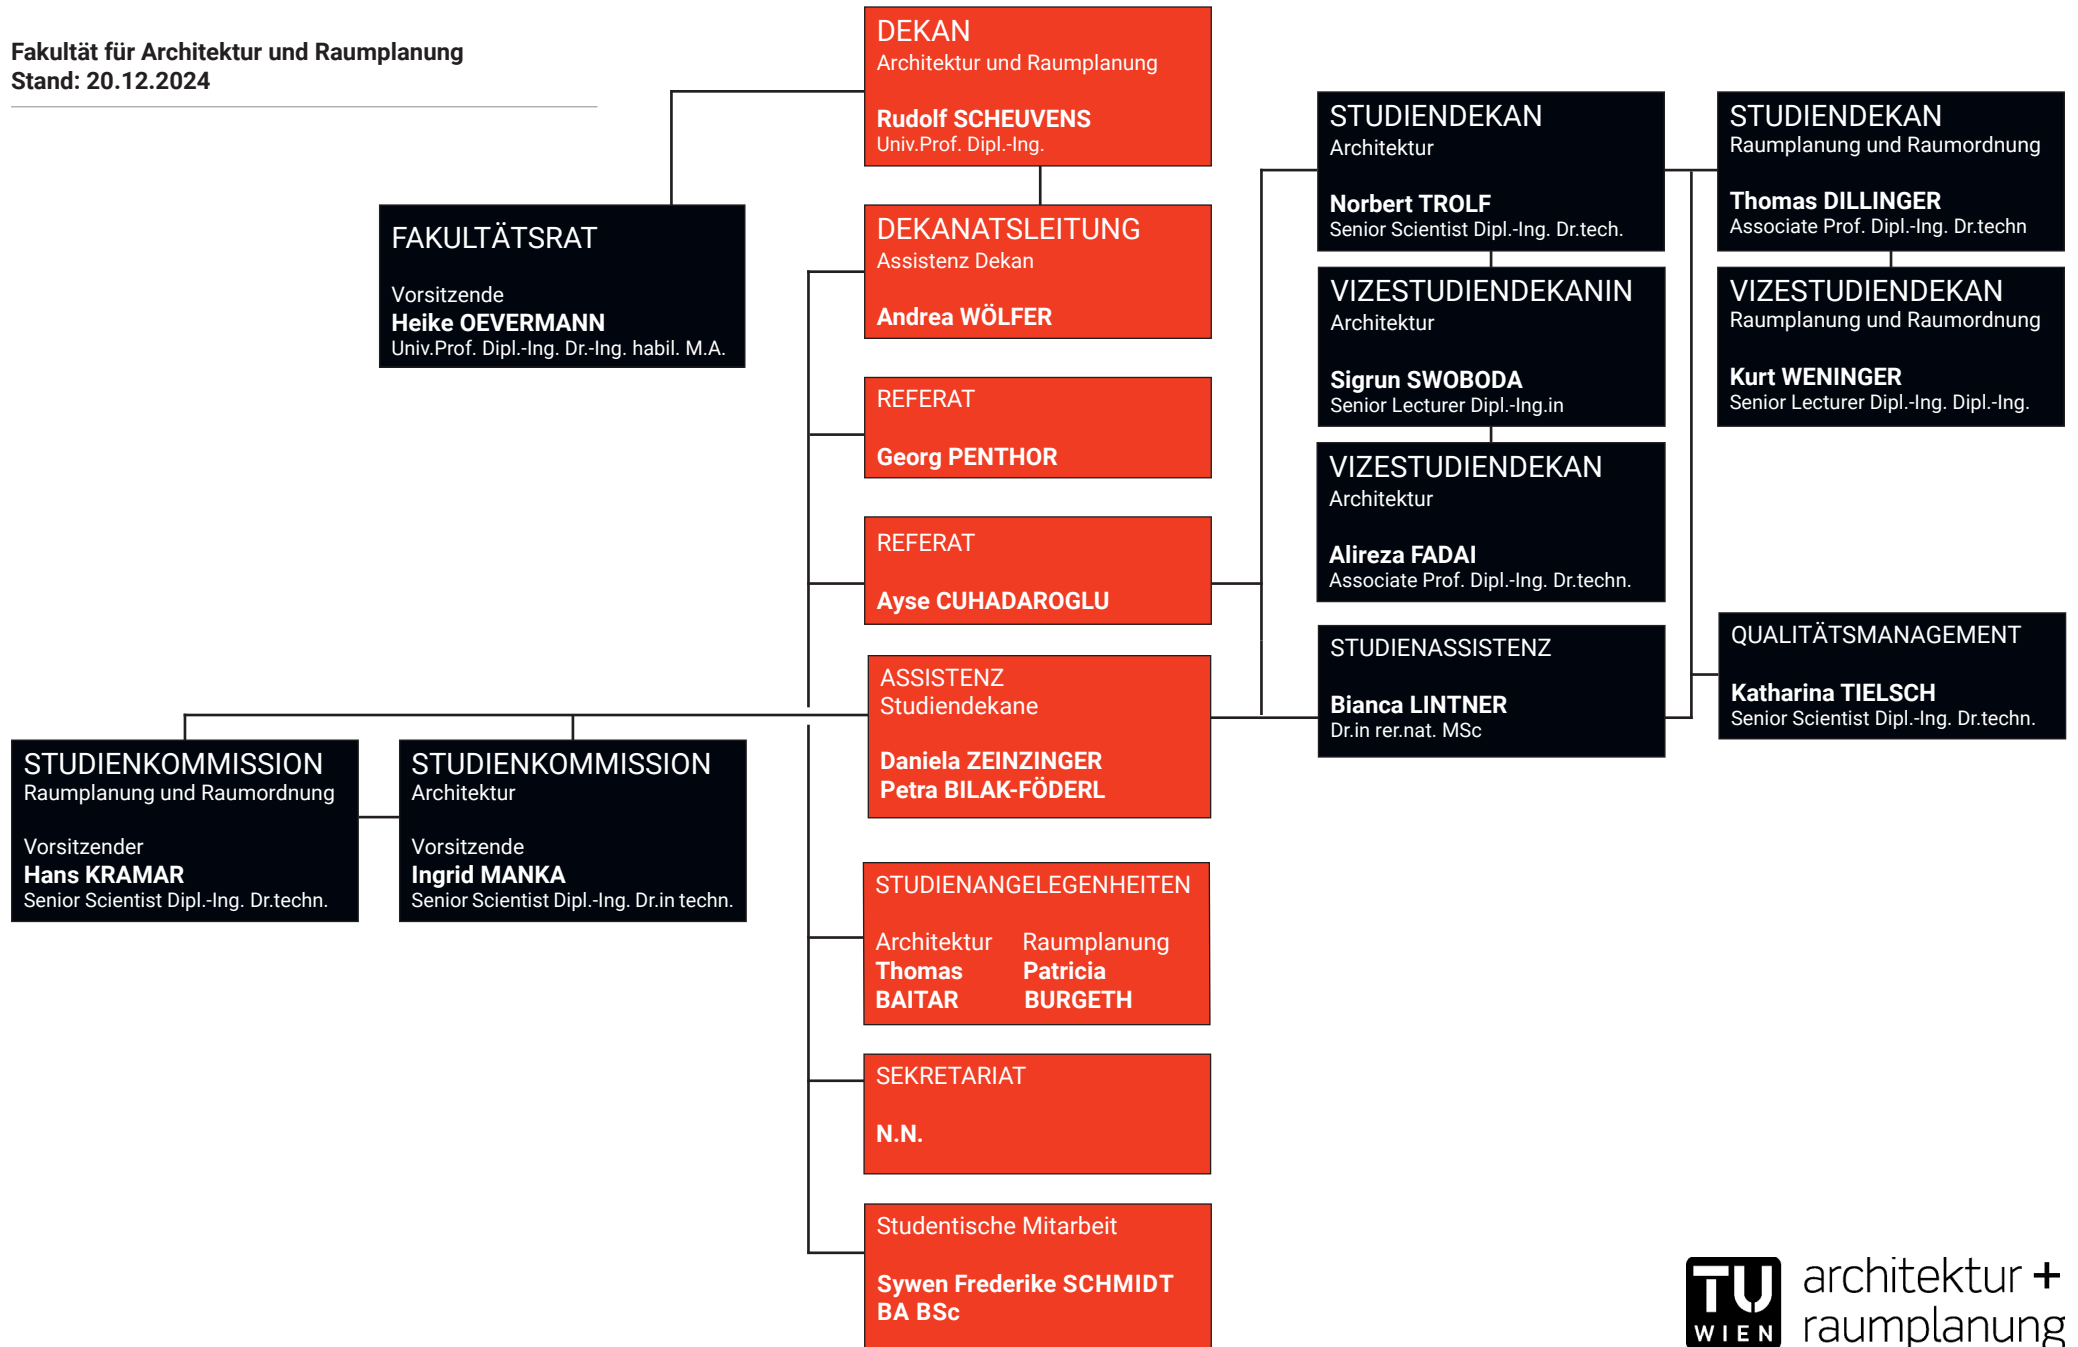 Fakultät für Architektur und Raumplanung
Stand: 20.12.2024
DEKAN
Architektur und Raumplanung
Rudolf SCHEUVENS
Univ.Prof. Dipl.-Ing.
FAKULTÄTSRAT
Vorsitzende
Heike OEVERMANN
Univ.Prof. Dipl.-Ing. Dr.-Ing. habil. M.A.
DEKANATSLEITUNG
Assistenz Dekan
Andrea WÖLFER
REFERAT
Georg PENTHOR
REFERAT
Ayse CUHADAROGLU
ASSISTENZ
Studiendekane
Daniela ZEINZINGER
Petra BILAK-FÖDERL
STUDIENANGELEGENHEITEN
Architektur Raumplanung
Thomas Patricia
BAITAR BURGETH
SEKRETARIAT
N.N.
Studentische Mitarbeit
Sywen Frederike SCHMIDT
BA BSc
STUDIENKOMMISSION
Raumplanung und Raumordnung
Vorsitzender
Hans KRAMAR
Senior Scientist Dipl.-Ing. Dr.techn.
STUDIENKOMMISSION
Architektur
Vorsitzende
Ingrid MANKA
Senior Scientist Dipl.-Ing. Dr.in techn.
STUDIENDEKAN
Architektur
Norbert TROLF
Senior Scientist Dipl.-Ing. Dr.tech.
VIZESTUDIENDEKANIN
Architektur
Sigrun SWOBODA
Senior Lecturer Dipl.-Ing.in
VIZESTUDIENDEKAN
Architektur
Alireza FADAI
Associate Prof. Dipl.-Ing. Dr.techn.
STUDIENASSISTENZ
Bianca LINTNER
Dr.in rer.nat. MSc
STUDIENDEKAN
Raumplanung und Raumordnung
Thomas DILLINGER
Associate Prof. Dipl.-Ing. Dr.techn
VIZESTUDIENDEKAN
Raumplanung und Raumordnung
Kurt WENINGER
Senior Lecturer Dipl.-Ing. Dipl.-Ing.
QUALITÄTSMANAGEMENT
Katharina TIELSCH
Senior Scientist Dipl.-Ing. Dr.techn.
TU
WIEN
architektur +
raumplanung